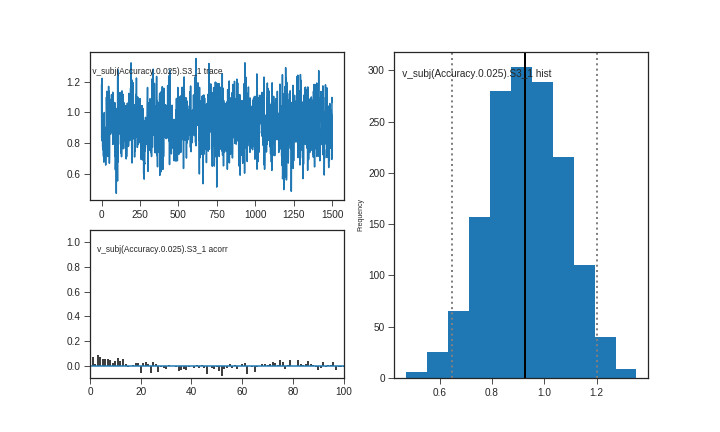 v_subj(Accuracy.0.025).S3_1 trace
1.2
1.0
0.8
0.6
0 250 500 750 1000 1250 1500
v_subj(Accuracy.0.025).S3_1 acorr
1.0
0.8
0.6
0.4
0.2
0.0
0 20 40 60 80 100
v_subj(Accuracy.0.025).S3_1 hist
Frequency
300
250
200
150
100
50
0
0.6 0.8 1.0 1.2